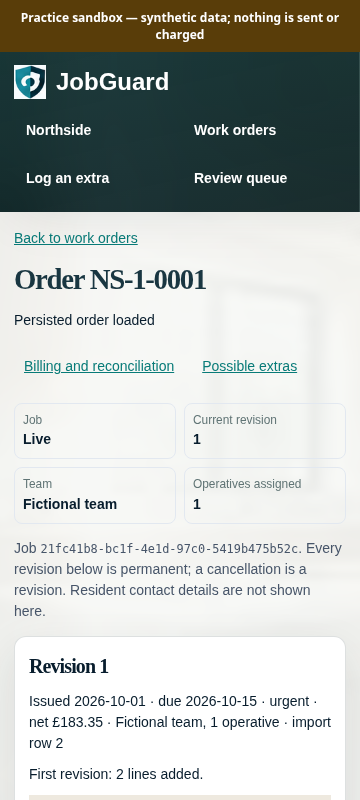 Practice sandbox — synthetic data; nothing is sent or
charged
JobGuard
Northside
Work orders
Log an extra
Review queue
Back to work orders
Order NS-1-0001
Persisted order loaded
Billing and reconciliation
Possible extras
Job
Live
Current revision
1
Team
Fictional team
Operatives assigned
1
Job 21fc41b8-bc1f-4e1d-97c0-5419b475b52c. Every
revision below is permanent; a cancellation is a
revision. Resident contact details are not shown
here.
Revision 1
Issued 2026-10-01 · due 2026-10-15 · urgent ·
net £183.35 · Fictional team, 1 operative · import
row 2
First revision: 2 lines added.